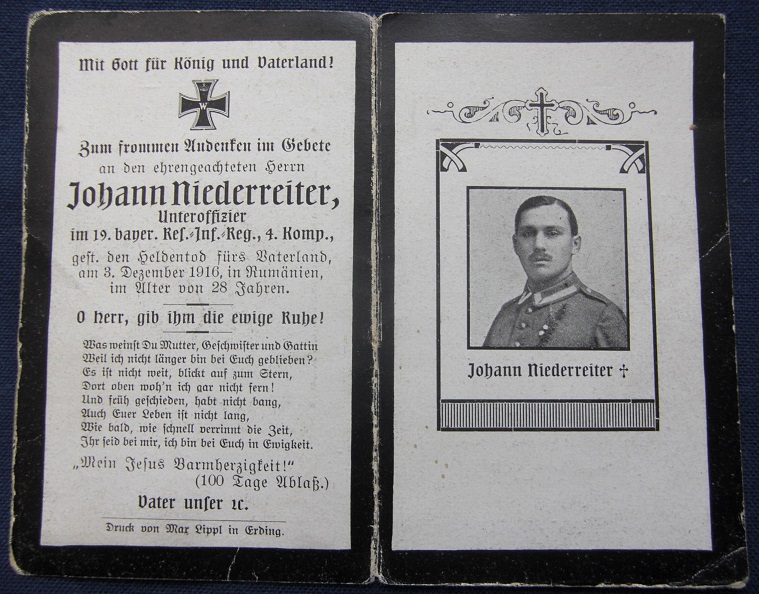 Mit Gott für König und Vaterland!
W
Zum frommen Andenken im Gebete
an den ehrengeachteten Herrn
Johann Niederreiter,
Unteroffizier
im 19. bayer. Res.-Inf.-Reg., 4. Komp.,
gest. den Heldentod fürs Vaterland,
am 3. Dezember 1916, in Rumänien,
im Alter von 28 Jahren.
O Herr, gib ihm die ewige Ruhe!
Was weinst Du Mutter, Geschwister und Gattin
Weil ich nicht länger bin bei Euch geblieben?
Es ist nicht weit, blickt auf zum Stern,
Dort oben woh'n ich gar nicht fern!
Und früh geschieden, habt nicht bang,
Auch Euer Leben ist nicht lang,
Wie bald, wie schnell verrinnt die Zeit,
Ihr seid bei mir, ich bin bei Euch in Ewigkeit.
„Mein Jesus Barmherzigkeit!"
(100 Tage Ablaß.)
Vater unser ꝛc.
Druck von Max Lippl in Erding.
Johann Niederreiter †